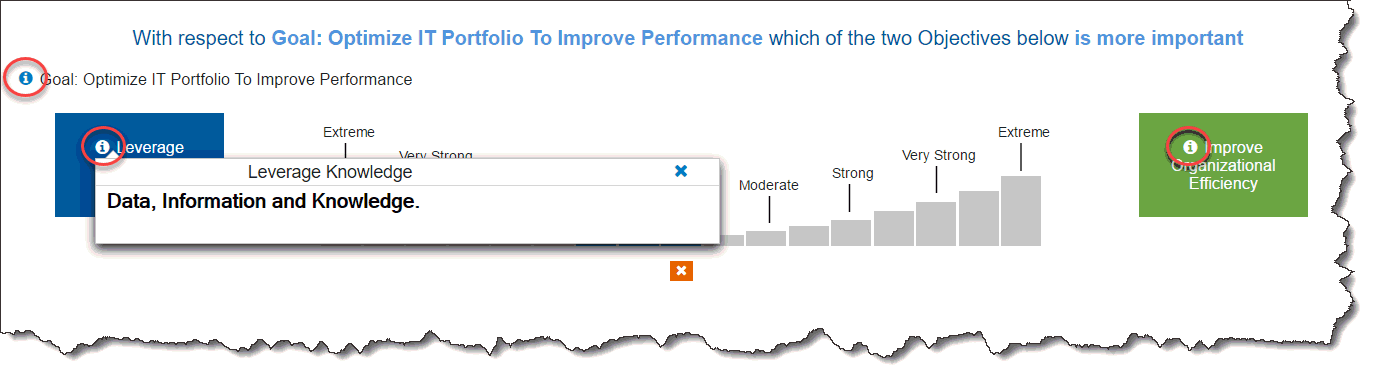 With respect to Goal: Optimize IT Portfolio To Improve Performance which of the two Objectives below is more important
Goal: Optimize IT Portfolio To Improve Performance
Leverage
Extreme
Very Strong
Leverage Knowledge
Data, Information and Knowledge.
Moderate
Strong
Very Strong
Extreme
Improve
Organizational
Efficiency